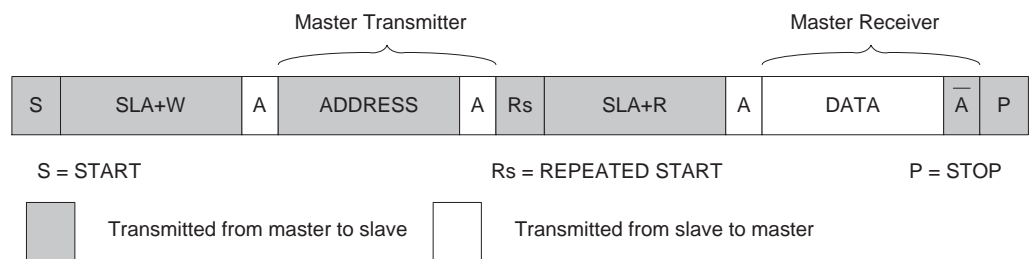 Master Transmitter Master Receiver
S SLA+W A ADDRESS A Rs SLA+R A DATA A̅ P
S = START Rs = REPEATED START P = STOP
Transmitted from master to slave Transmitted from slave to master